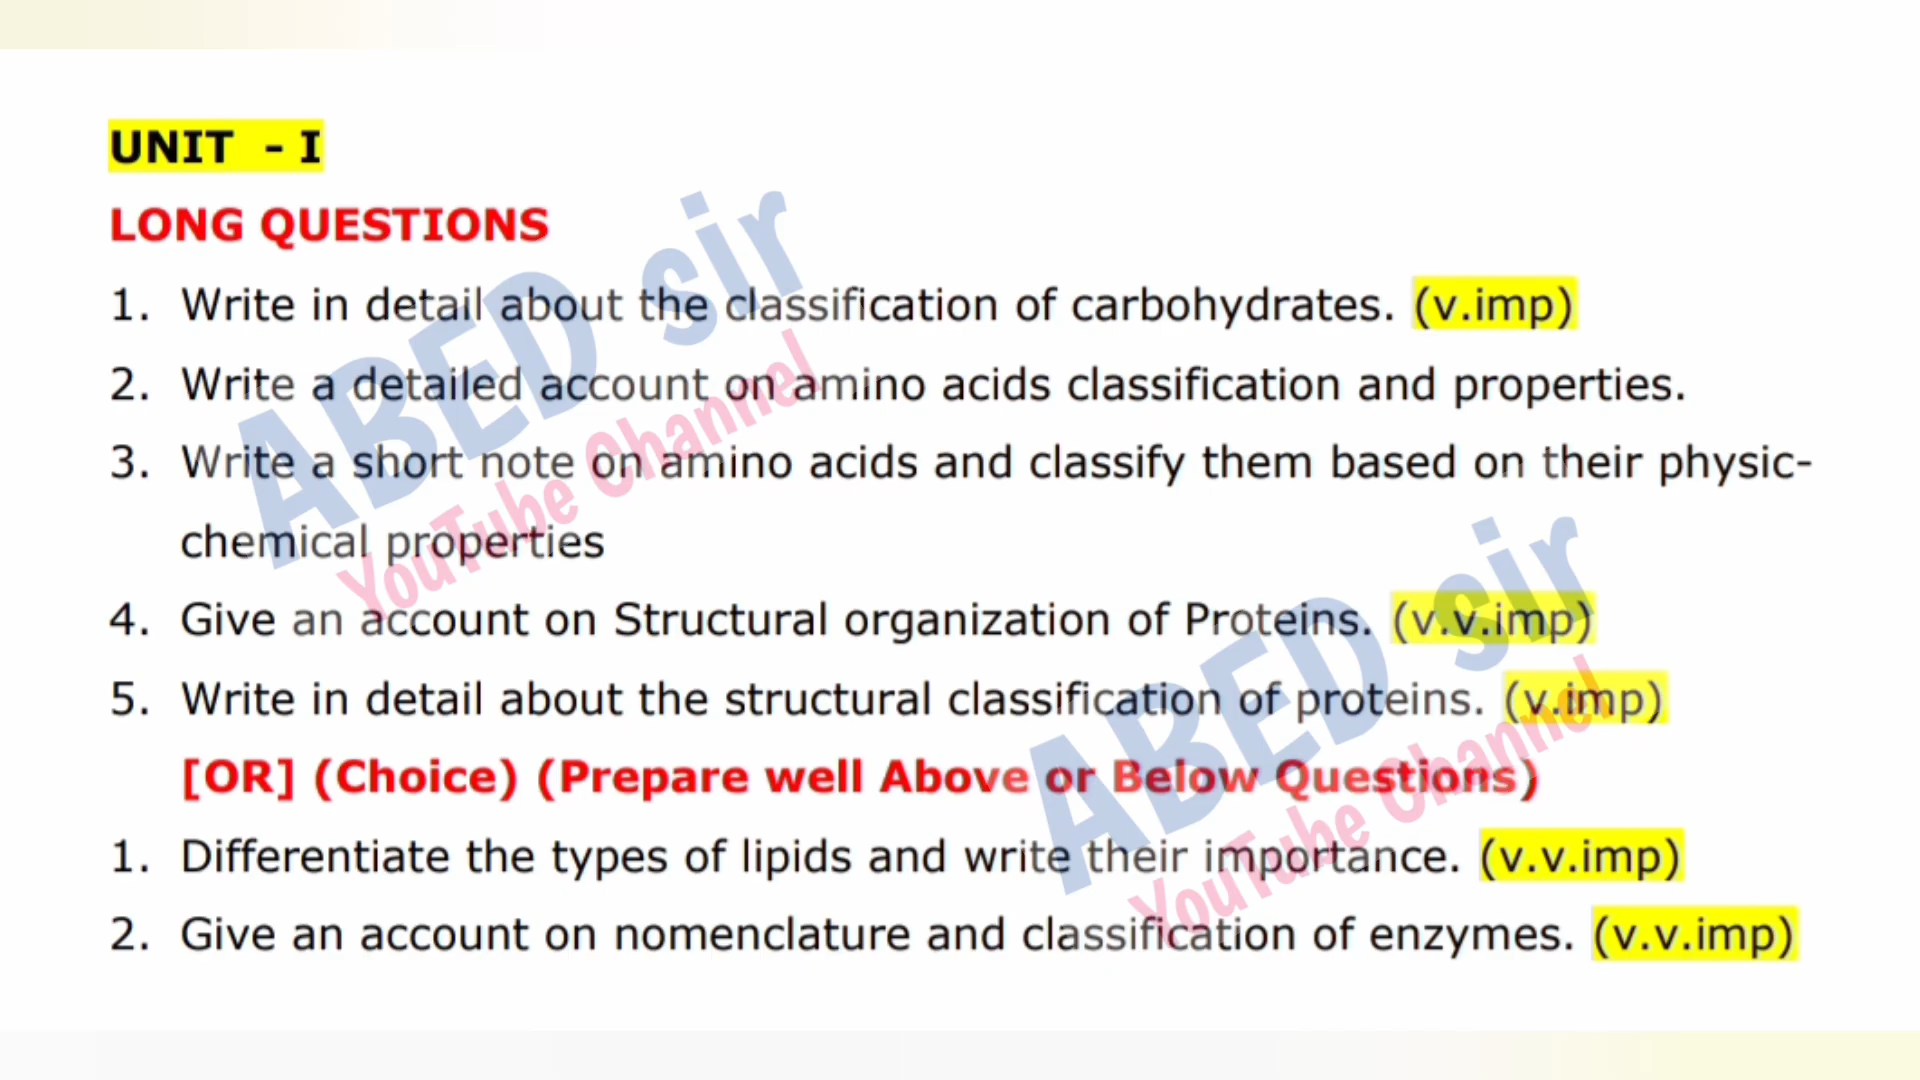 UNIT - I
LONG QUESTIONS
1. Write in detail about the classification of carbohydrates. (v.imp)
2. Write a detailed account on amino acids classification and properties.
3. Write a short note on amino acids and classify them based on their physic-
chemical properties
4. Give an account on Structural organization of Proteins. (v.v.imp)
5. Write in detail about the structural classification of proteins. (v.imp)
[OR] (Choice) (Prepare well Above or Below Questions)
1. Differentiate the types of lipids and write their importance. (v.v.imp)
2. Give an account on nomenclature and classification of enzymes. (v.v.imp)
ABED sir
YouTube Channel
ABED sir
YouTube Channel